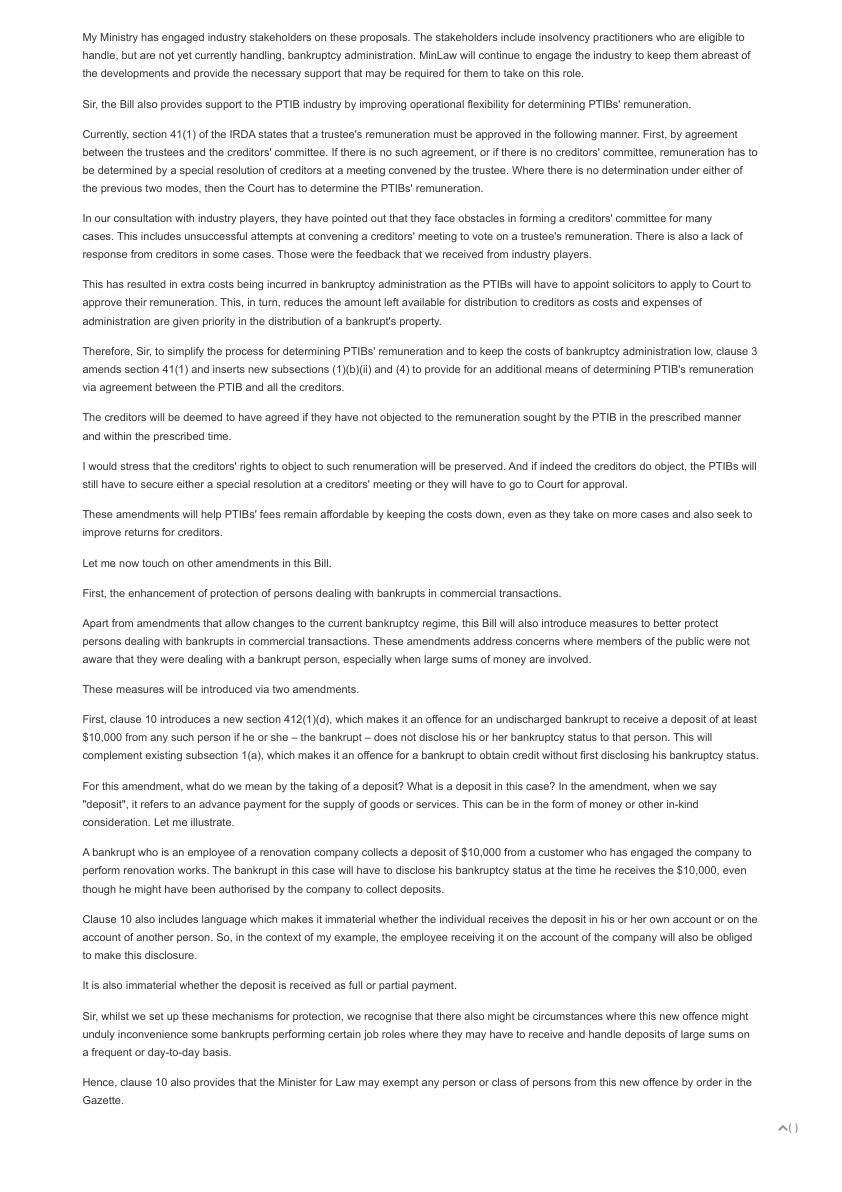 My Ministry has engaged industry stakeholders on these proposals. The stakeholders include insolvency practitioners who are eligible to
handle, but are not yet currently handling, bankruptcy administration. MinLaw will continue to engage the industry to keep them abreast of
the developments and provide the necessary support that may be required for them to take on this role.
Sir, the Bill also provides support to the PTIB industry by improving operational flexibility for determining PTIBs' remuneration.
Currently, section 41(1) of the IRDA states that a trustee's remuneration must be approved in the following manner. First, by agreement
between the trustees and the creditors' committee. If there is no such agreement, or if there is no creditors' committee, remuneration has to
be determined by a special resolution of creditors at a meeting convened by the trustee. Where there is no determination under either of
the previous two modes, then the Court has to determine the PTIBs' remuneration.
In our consultation with industry players, they have pointed out that they face obstacles in forming a creditors' committee for many
cases. This includes unsuccessful attempts at convening a creditors' meeting to vote on a trustee's remuneration. There is also a lack of
response from creditors in some cases. Those were the feedback that we received from industry players.
This has resulted in extra costs being incurred in bankruptcy administration as the PTIBs will have to appoint solicitors to apply to Court to
approve their remuneration. This, in turn, reduces the amount left available for distribution to creditors as costs and expenses of
administration are given priority in the distribution of a bankrupt's property.
Therefore, Sir, to simplify the process for determining PTIBs' remuneration and to keep the costs of bankruptcy administration low, clause 3
amends section 41(1) and inserts new subsections (1)(b)(ii) and (4) to provide for an additional means of determining PTIB's remuneration
via agreement between the PTIB and all the creditors.
The creditors will be deemed to have agreed if they have not objected to the remuneration sought by the PTIB in the prescribed manner
and within the prescribed time.
I would stress that the creditors' rights to object to such renumeration will be preserved. And if indeed the creditors do object, the PTIBs will
still have to secure either a special resolution at a creditors' meeting or they will have to go to Court for approval.
These amendments will help PTIBs' fees remain affordable by keeping the costs down, even as they take on more cases and also seek to
improve returns for creditors.
Let me now touch on other amendments in this Bill.
First, the enhancement of protection of persons dealing with bankrupts in commercial transactions.
Apart from amendments that allow changes to the current bankruptcy regime, this Bill will also introduce measures to better protect
persons dealing with bankrupts in commercial transactions. These amendments address concerns where members of the public were not
aware that they were dealing with a bankrupt person, especially when large sums of money are involved.
These measures will be introduced via two amendments.
First, clause 10 introduces a new section 412(1)(d), which makes it an offence for an undischarged bankrupt to receive a deposit of at least
$10,000 from any such person if he or she – the bankrupt – does not disclose his or her bankruptcy status to that person. This will
complement existing subsection 1(a), which makes it an offence for a bankrupt to obtain credit without first disclosing his bankruptcy status.
For this amendment, what do we mean by the taking of a deposit? What is a deposit in this case? In the amendment, when we say
"deposit", it refers to an advance payment for the supply of goods or services. This can be in the form of money or other in-kind
consideration. Let me illustrate.
A bankrupt who is an employee of a renovation company collects a deposit of $10,000 from a customer who has engaged the company to
perform renovation works. The bankrupt in this case will have to disclose his bankruptcy status at the time he receives the $10,000, even
though he might have been authorised by the company to collect deposits.
Clause 10 also includes language which makes it immaterial whether the individual receives the deposit in his or her own account or on the
account of another person. So, in the context of my example, the employee receiving it on the account of the company will also be obliged
to make this disclosure.
It is also immaterial whether the deposit is received as full or partial payment.
Sir, whilst we set up these mechanisms for protection, we recognise that there also might be circumstances where this new offence might
unduly inconvenience some bankrupts performing certain job roles where they may have to receive and handle deposits of large sums on
a frequent or day-to-day basis.
Hence, clause 10 also provides that the Minister for Law may exempt any person or class of persons from this new offence by order in the
Gazette.
( )